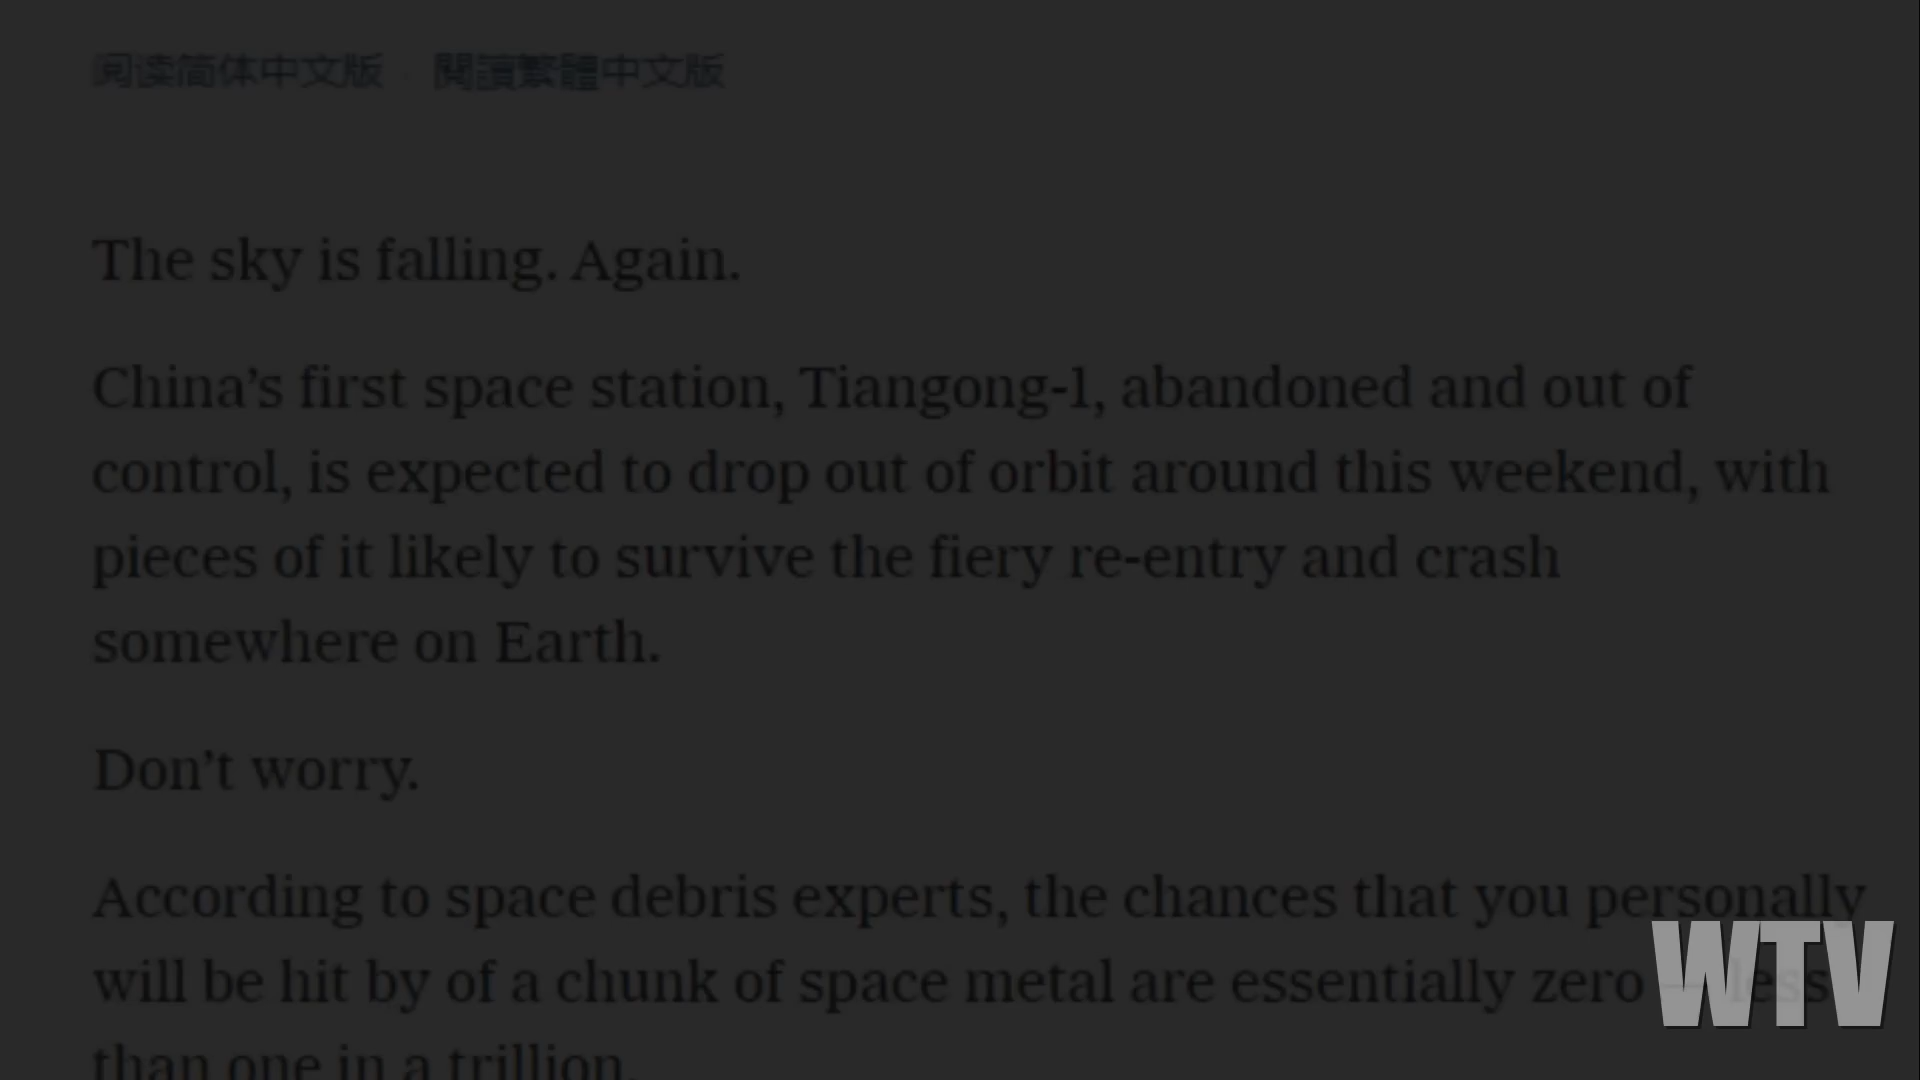 阅读简体中文版 · 閱讀繁體中文版
The sky is falling. Again.
China’s first space station, Tiangong-1, abandoned and out of
control, is expected to drop out of orbit around this weekend, with
pieces of it likely to survive the fiery re-entry and crash
somewhere on Earth.
Don’t worry.
According to space debris experts, the chances that you personally
will be hit by of a chunk of space metal are essentially zero — less
than one in a trillion.
WTV